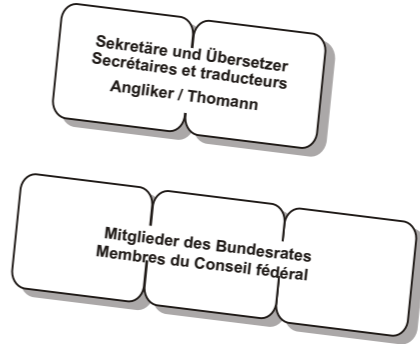 Sekretäre und Übersetzer
Secrétaires et traducteurs
Angliker / Thomann
Mitglieder des Bundesrates
Membres du Conseil fédéral